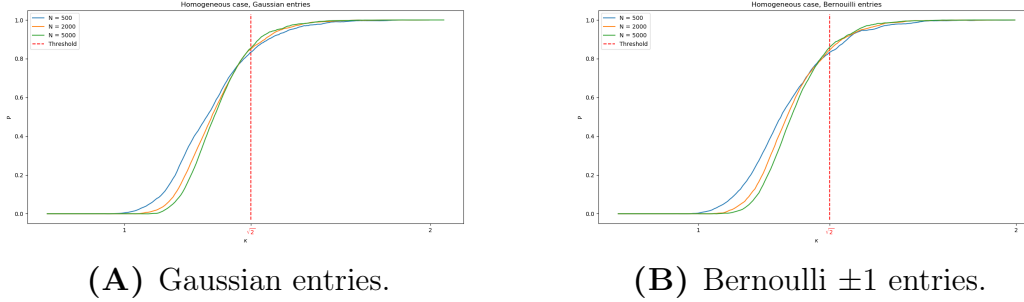 Homogeneous case, Gaussian entries
N = 500
N = 2000
N = 5000
Threshold
1.0
0.8
0.6
0.4
0.2
0.0
P
1
√2
2
κ
(A) Gaussian entries.
Homogeneous case, Bernouilli entries
N = 500
N = 2000
N = 5000
Threshold
1.0
0.8
0.6
0.4
0.2
0.0
P
1
√2
2
κ
(B) Bernoulli ±1 entries.